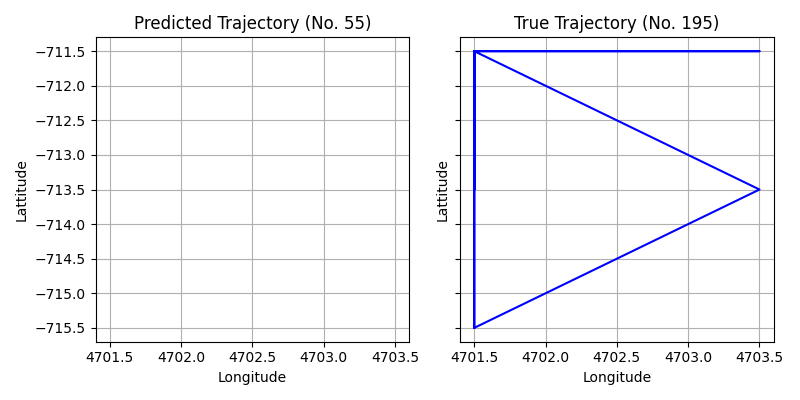 Predicted Trajectory (No. 55)
True Trajectory (No. 195)
−711.5
−712.0
−712.5
−713.0
−713.5
−714.0
−714.5
−715.0
−715.5
Lattitude
Lattitude
4701.5 4702.0 4702.5 4703.0 4703.5
4701.5 4702.0 4702.5 4703.0 4703.5
Longitude
Longitude